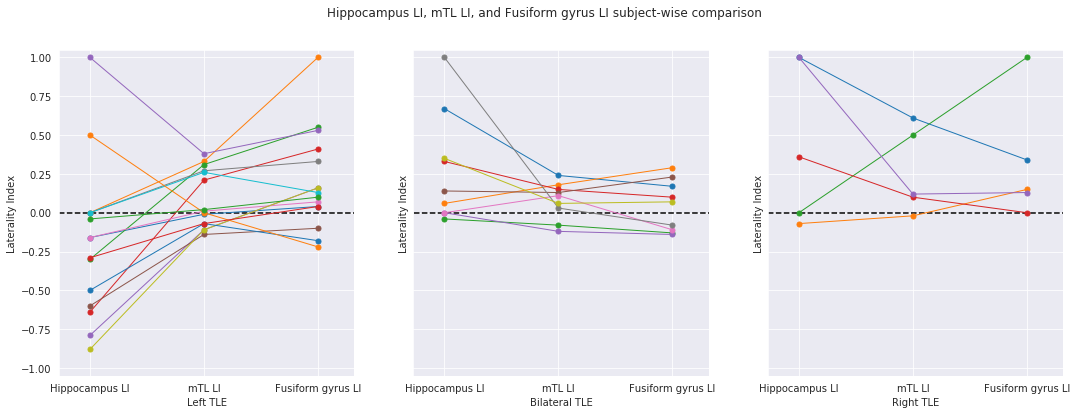 Hippocampus LI, mTL LI, and Fusiform gyrus LI subject-wise comparison
1.00
0.75
0.50
0.25
0.00
−0.25
−0.50
−0.75
−1.00
Laterality Index
Hippocampus LI mTL LI Fusiform gyrus LI
Left TLE
Laterality Index
Hippocampus LI mTL LI Fusiform gyrus LI
Bilateral TLE
Laterality Index
Hippocampus LI mTL LI Fusiform gyrus LI
Right TLE